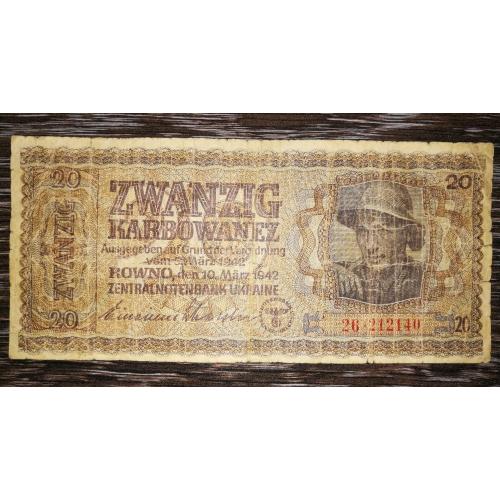 20
ZWANZIG
20
ZWANZIG
KARBOWANEZ
Ausgegeben auf Grund der Verordnung
vom 5. März 1942
ROWNO, den 10. März 1942
ZENTRALNOTENBANK UKRAINE
20
26·212140
20